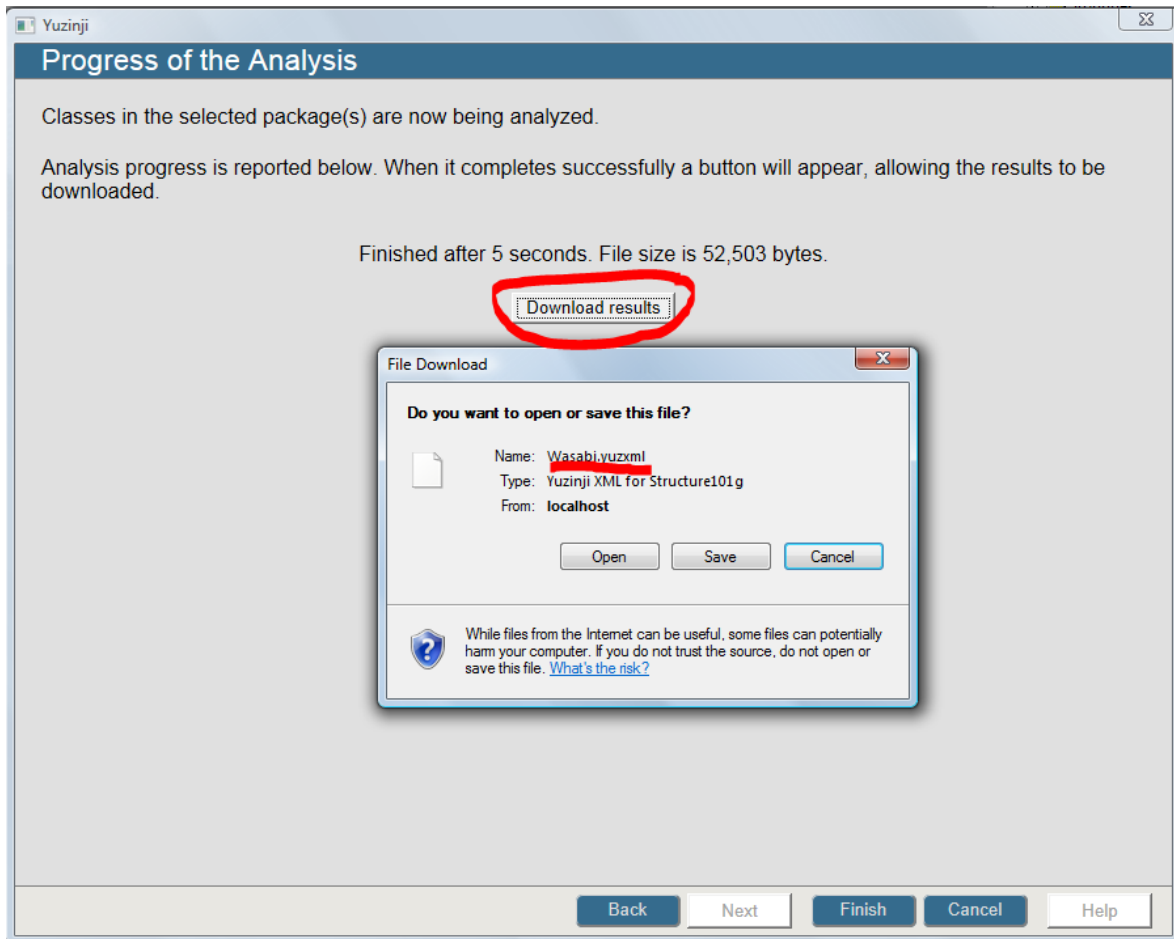 Yuzinji
Progress of the Analysis
Classes in the selected package(s) are now being analyzed.
Analysis progress is reported below. When it completes successfully a button will appear, allowing the results to be
downloaded.
Finished after 5 seconds. File size is 52,503 bytes.
Download results
File Download
Do you want to open or save this file?
Name: Wasabi.yuzxml
Type: Yuzinji XML for Structure101g
From: localhost
Open Save Cancel
While files from the Internet can be useful, some files can potentially
harm your computer. If you do not trust the source, do not open or
save this file. What's the risk?
Back Next Finish Cancel Help